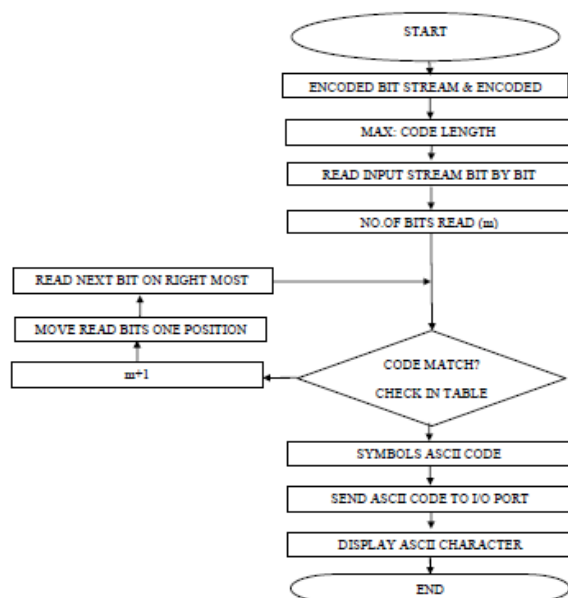 START
ENCODED BIT STREAM & ENCODED
MAX: CODE LENGTH
READ INPUT STREAM BIT BY BIT
NO.OF BITS READ (m)
READ NEXT BIT ON RIGHT MOST
MOVE READ BITS ONE POSITION
m+1
CODE MATCH?
CHECK IN TABLE
SYMBOLS ASCII CODE
SEND ASCII CODE TO I/O PORT
DISPLAY ASCII CHARACTER
END